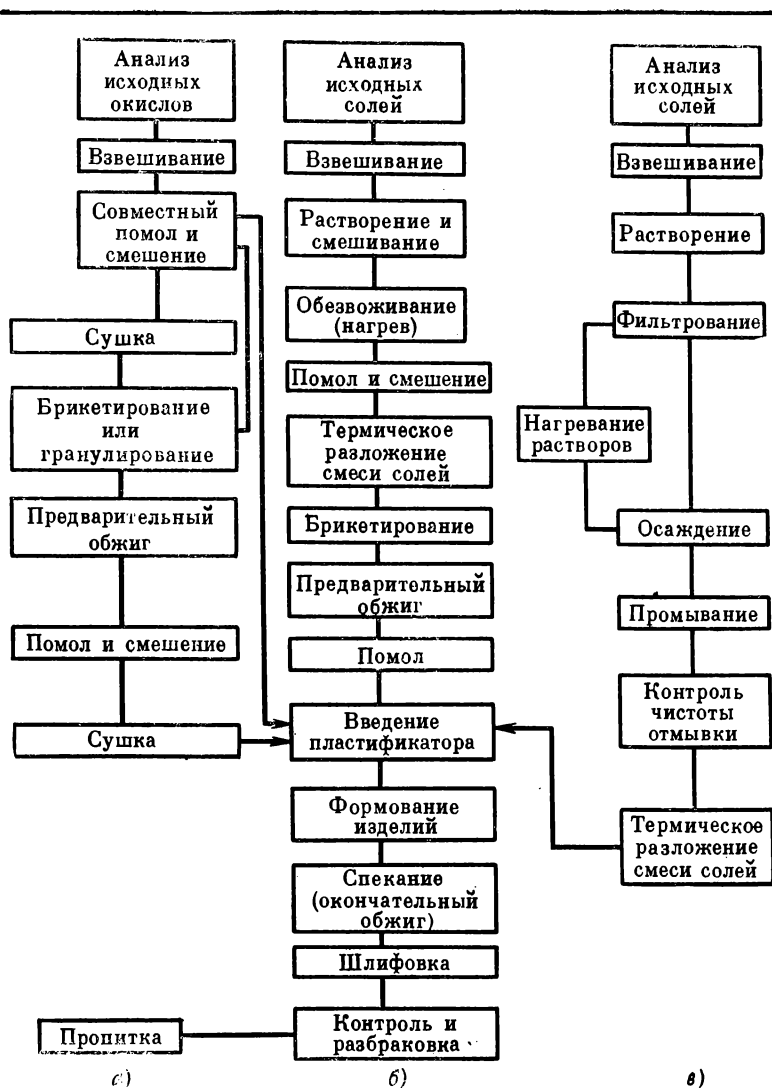 Анализ
исходных
окислов
Взвешивание
Совместный
помол и
смешение
Сушка
Брикетирование
или
гранулирование
Предварительный
обжиг
Помол и смешение
Сушка
Анализ
исходных
солей
Взвешивание
Растворение и
смешивание
Обезвоживание
(нагрев)
Помол и смешение
Термическое
разложение
смеси солей
Брикетирование
Предварительный
обжиг
Помол
Введение
пластификатора
Формование
изделий
Спекание
(окончательный
обжиг)
Шлифовка
Контроль и
разбраковка
Пропитка
Анализ
исходных
солей
Взвешивание
Растворение
Фильтрование
Нагревание
растворов
Осаждение
Промывание
Контроль
чистоты
отмывки
Термическое
разложение
смеси солей
а) б) в)